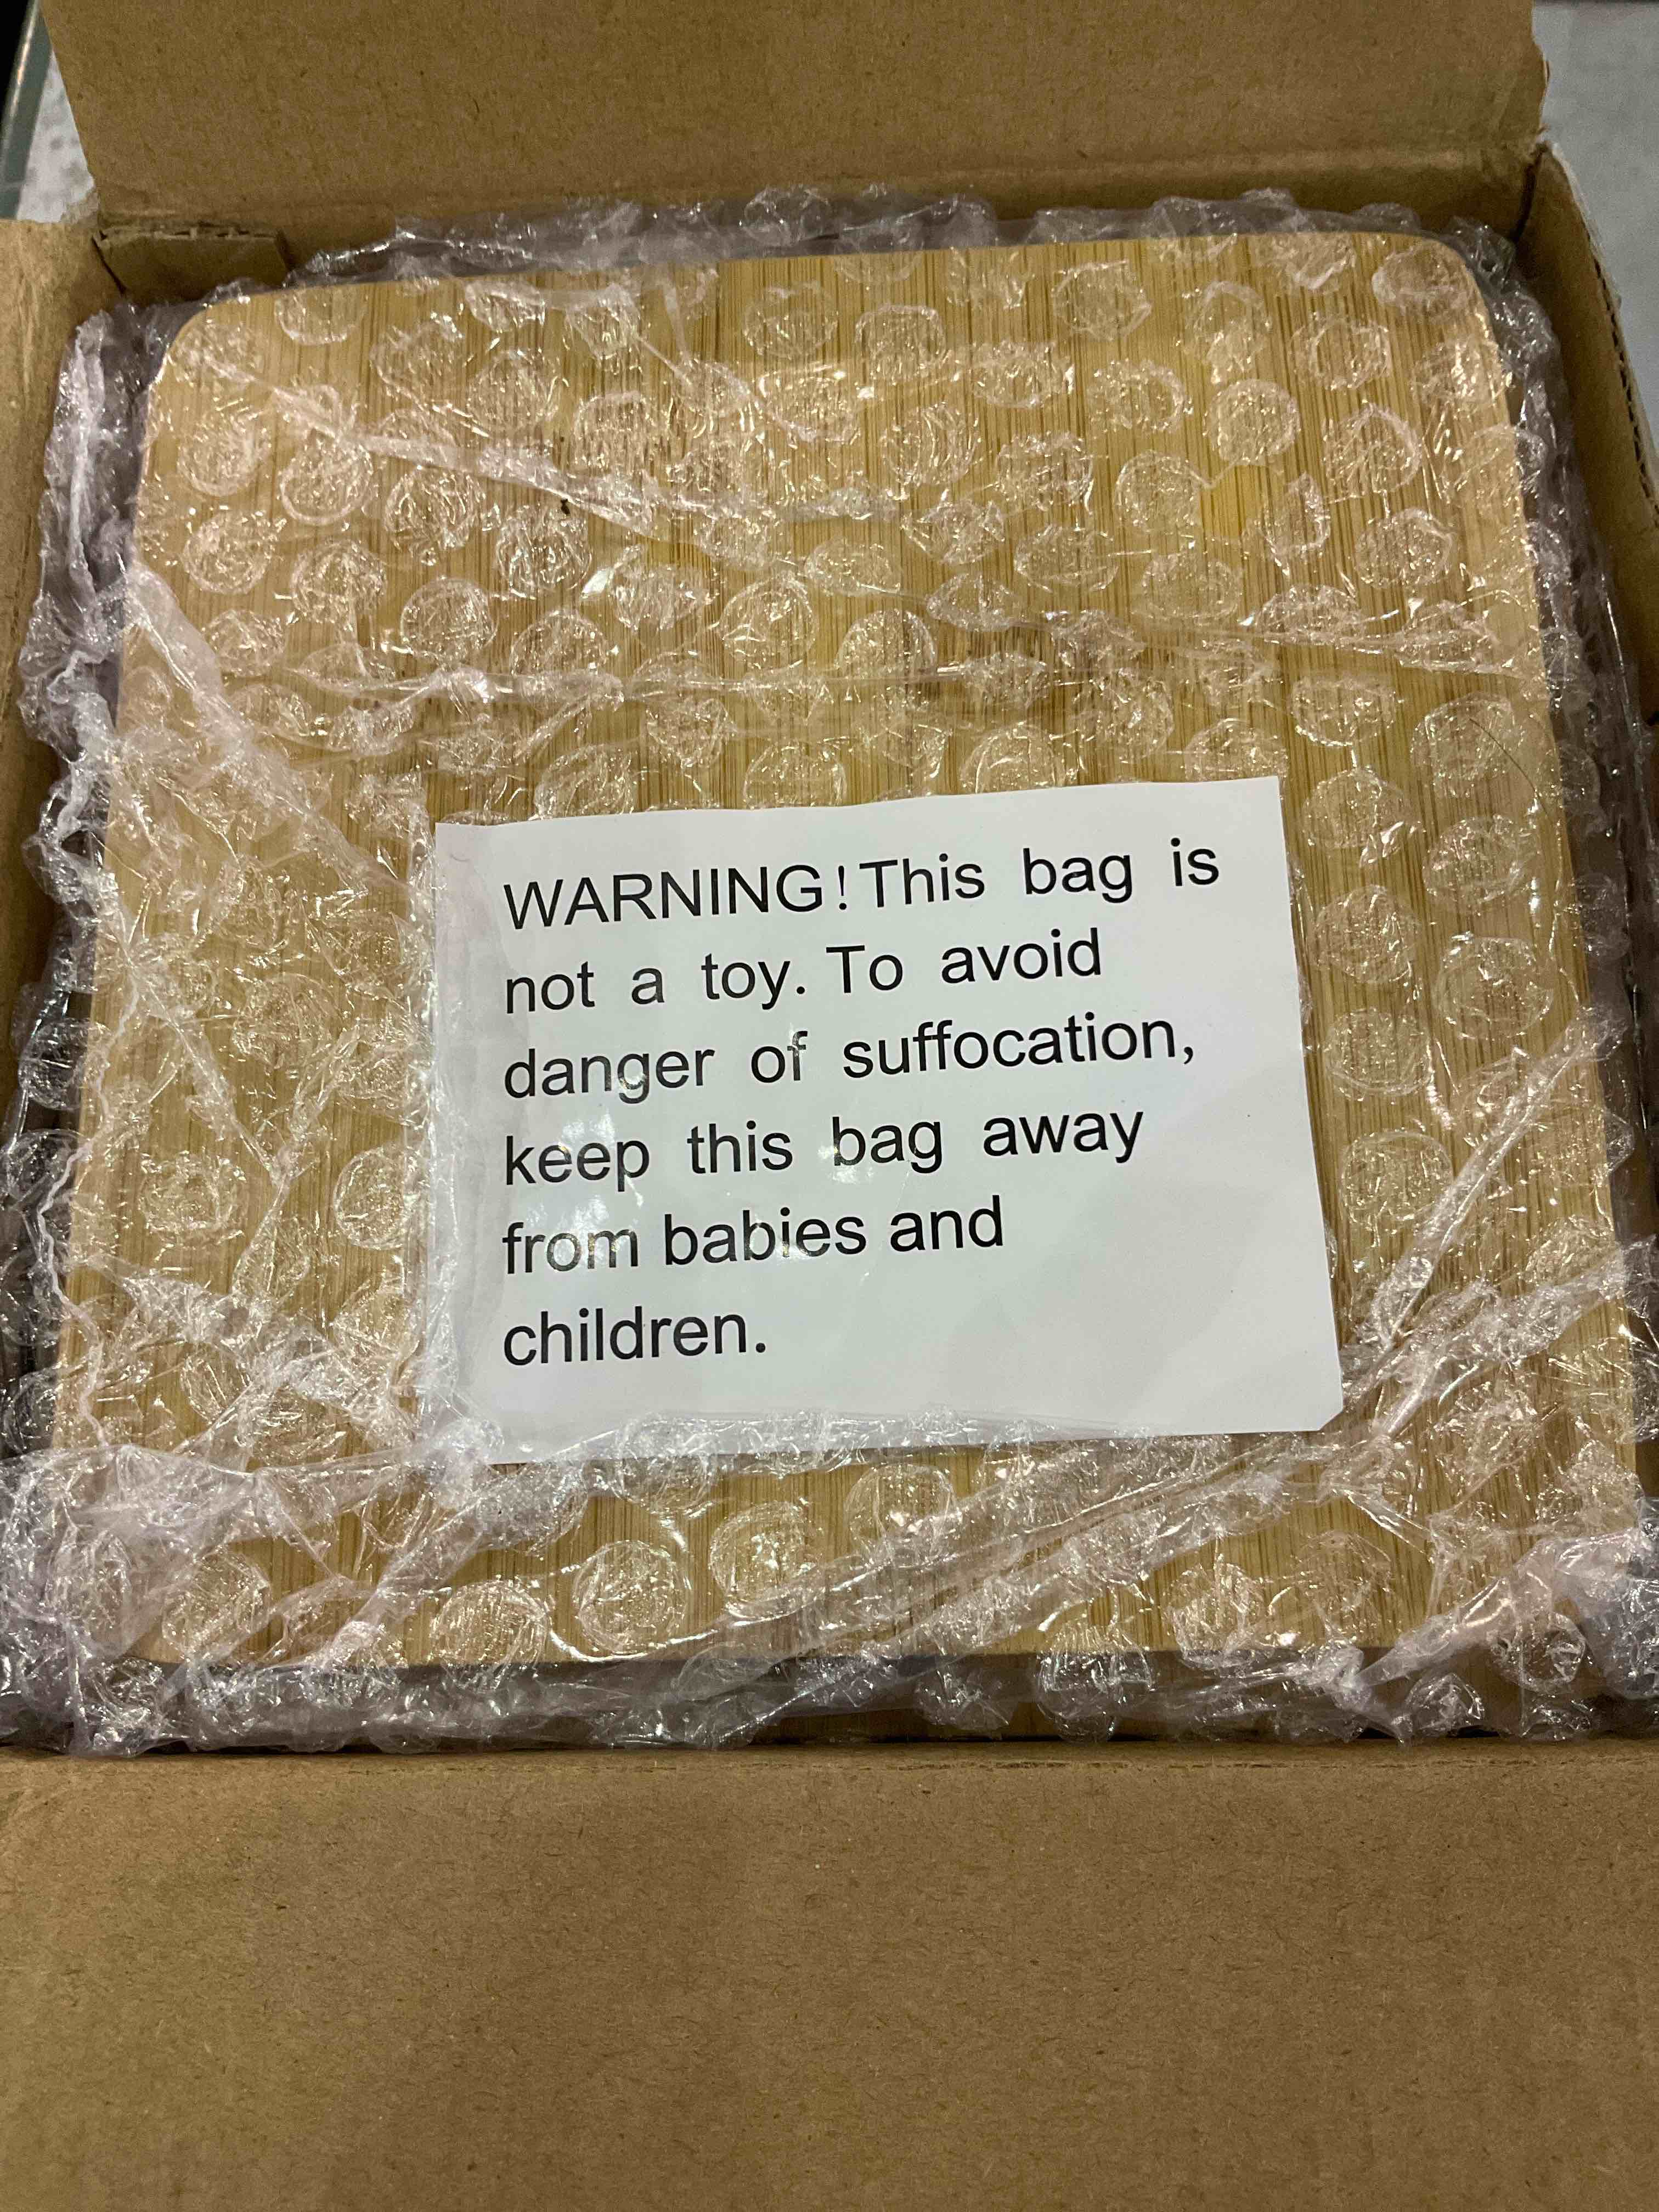 WARNING!This bag is
not a toy. To avoid
danger of suffocation,
keep this bag away
from babies and
children.